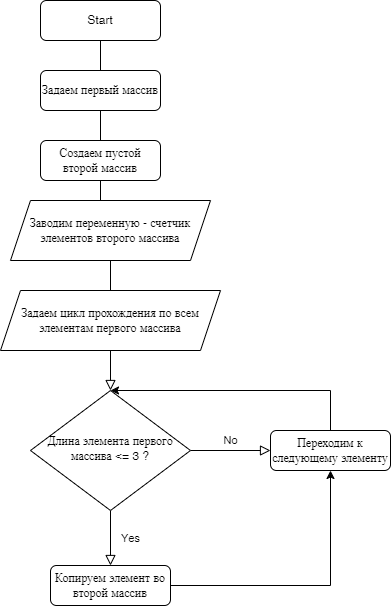 Start
Задаем первый массив
Создаем пустой
второй массив
Заводим переменную - счетчик
элементов второго массива
Задаем цикл прохождения по всем
элементам первого массива
Длина элемента первого
массива <= 3 ?
No
Переходим к
следующему элементу
Yes
Копируем элемент во
второй массив